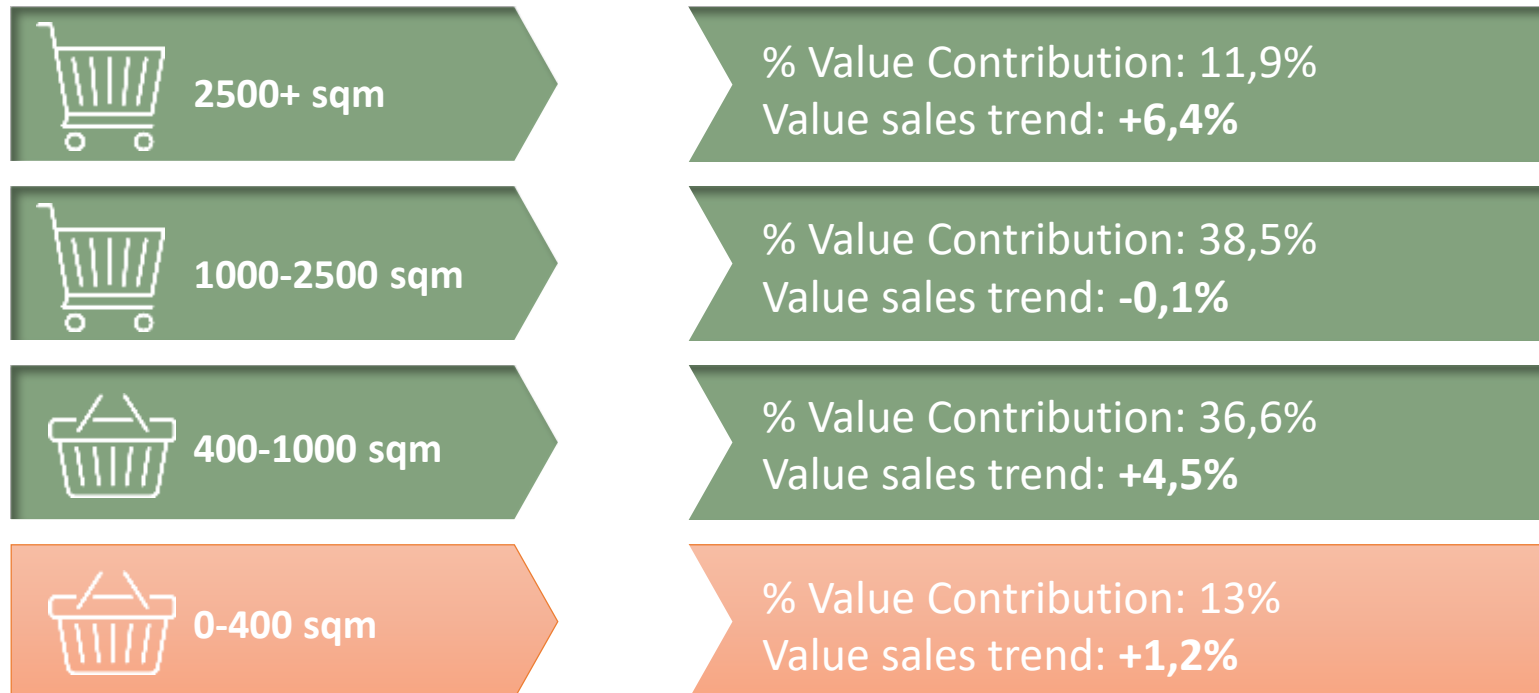 2500+ sqm
% Value Contribution: 11,9%
Value sales trend: +6,4%
1000-2500 sqm
% Value Contribution: 38,5%
Value sales trend: -0,1%
400-1000 sqm
% Value Contribution: 36,6%
Value sales trend: +4,5%
0-400 sqm
% Value Contribution: 13%
Value sales trend: +1,2%